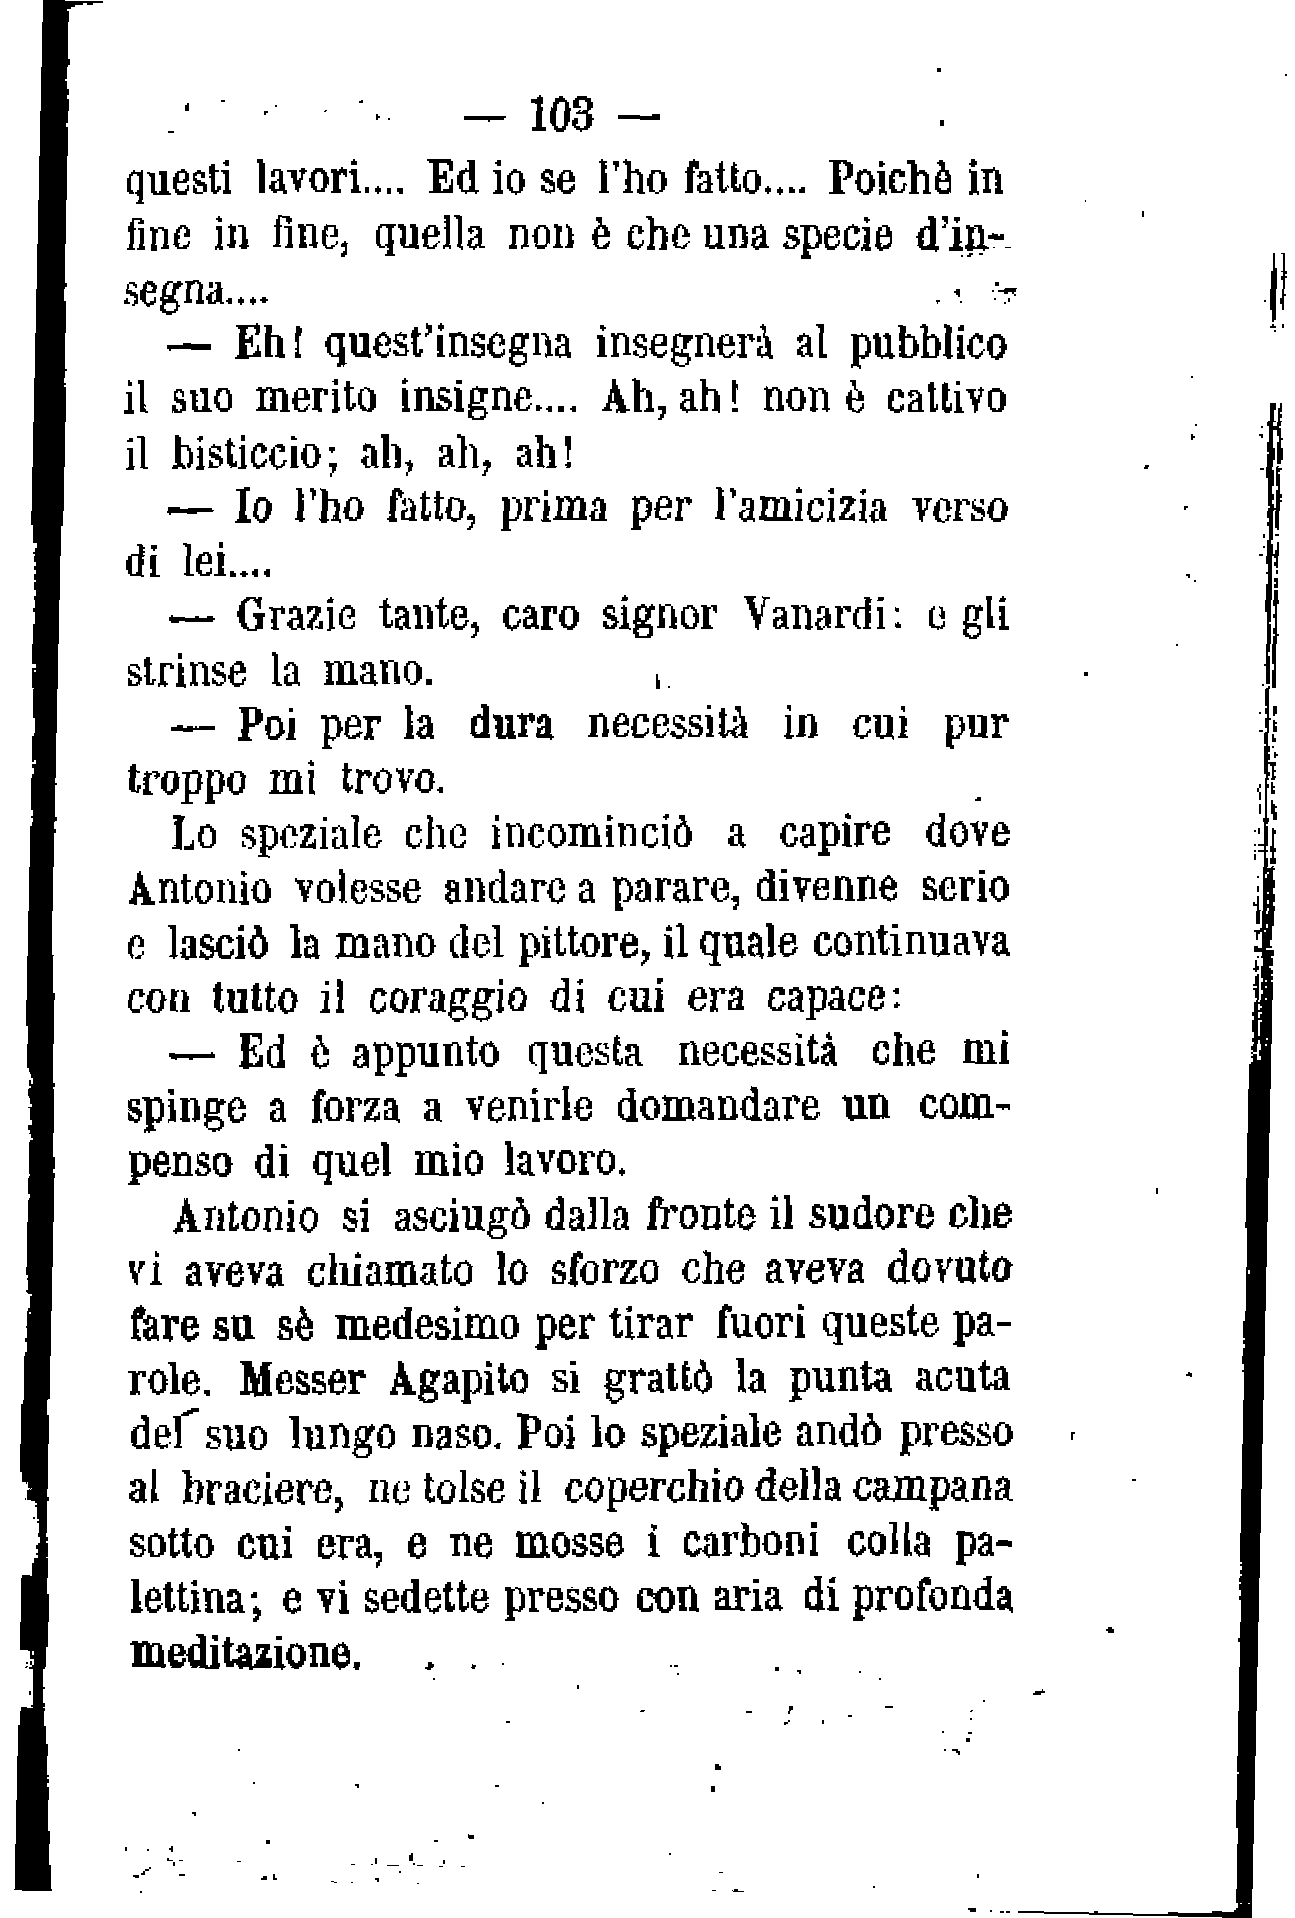 — 103 —
questi lavori.... Ed io se l'ho fatto.... Poichè in
fine in fine, quella non è che una specie d'in-
segna....
— Eh! quest'insegna insegnerà al pubblico
il suo merito insigne.... Ah, ah! non è cattivo
il bisticcio; ah, ah, ah!
— Io l'ho fatto, prima per l'amicizia verso
di lei....
— Grazie tante, caro signor Vanardi: e gli
strinse la mano.
— Poi per la dura necessità in cui pur
troppo mi trovo.
Lo speziale che incominciò a capire dove
Antonio volesse andare a parare, divenne serio
e lasciò la mano del pittore, il quale continuava
con tutto il coraggio di cui era capace:
— Ed è appunto questa necessità che mi
spinge a forza a venirle domandare un com-
penso di quel mio lavoro.
Antonio si asciugò dalla fronte il sudore che
vi aveva chiamato lo sforzo che aveva dovuto
fare su sè medesimo per tirar fuori queste pa-
role. Messer Agapito si grattò la punta acuta
del suo lungo naso. Poi lo speziale andò presso
al braciere, ne tolse il coperchio della campana
sotto cui era, e ne mosse i carboni colla pa-
lettina; e vi sedette presso con aria di profonda
meditazione.